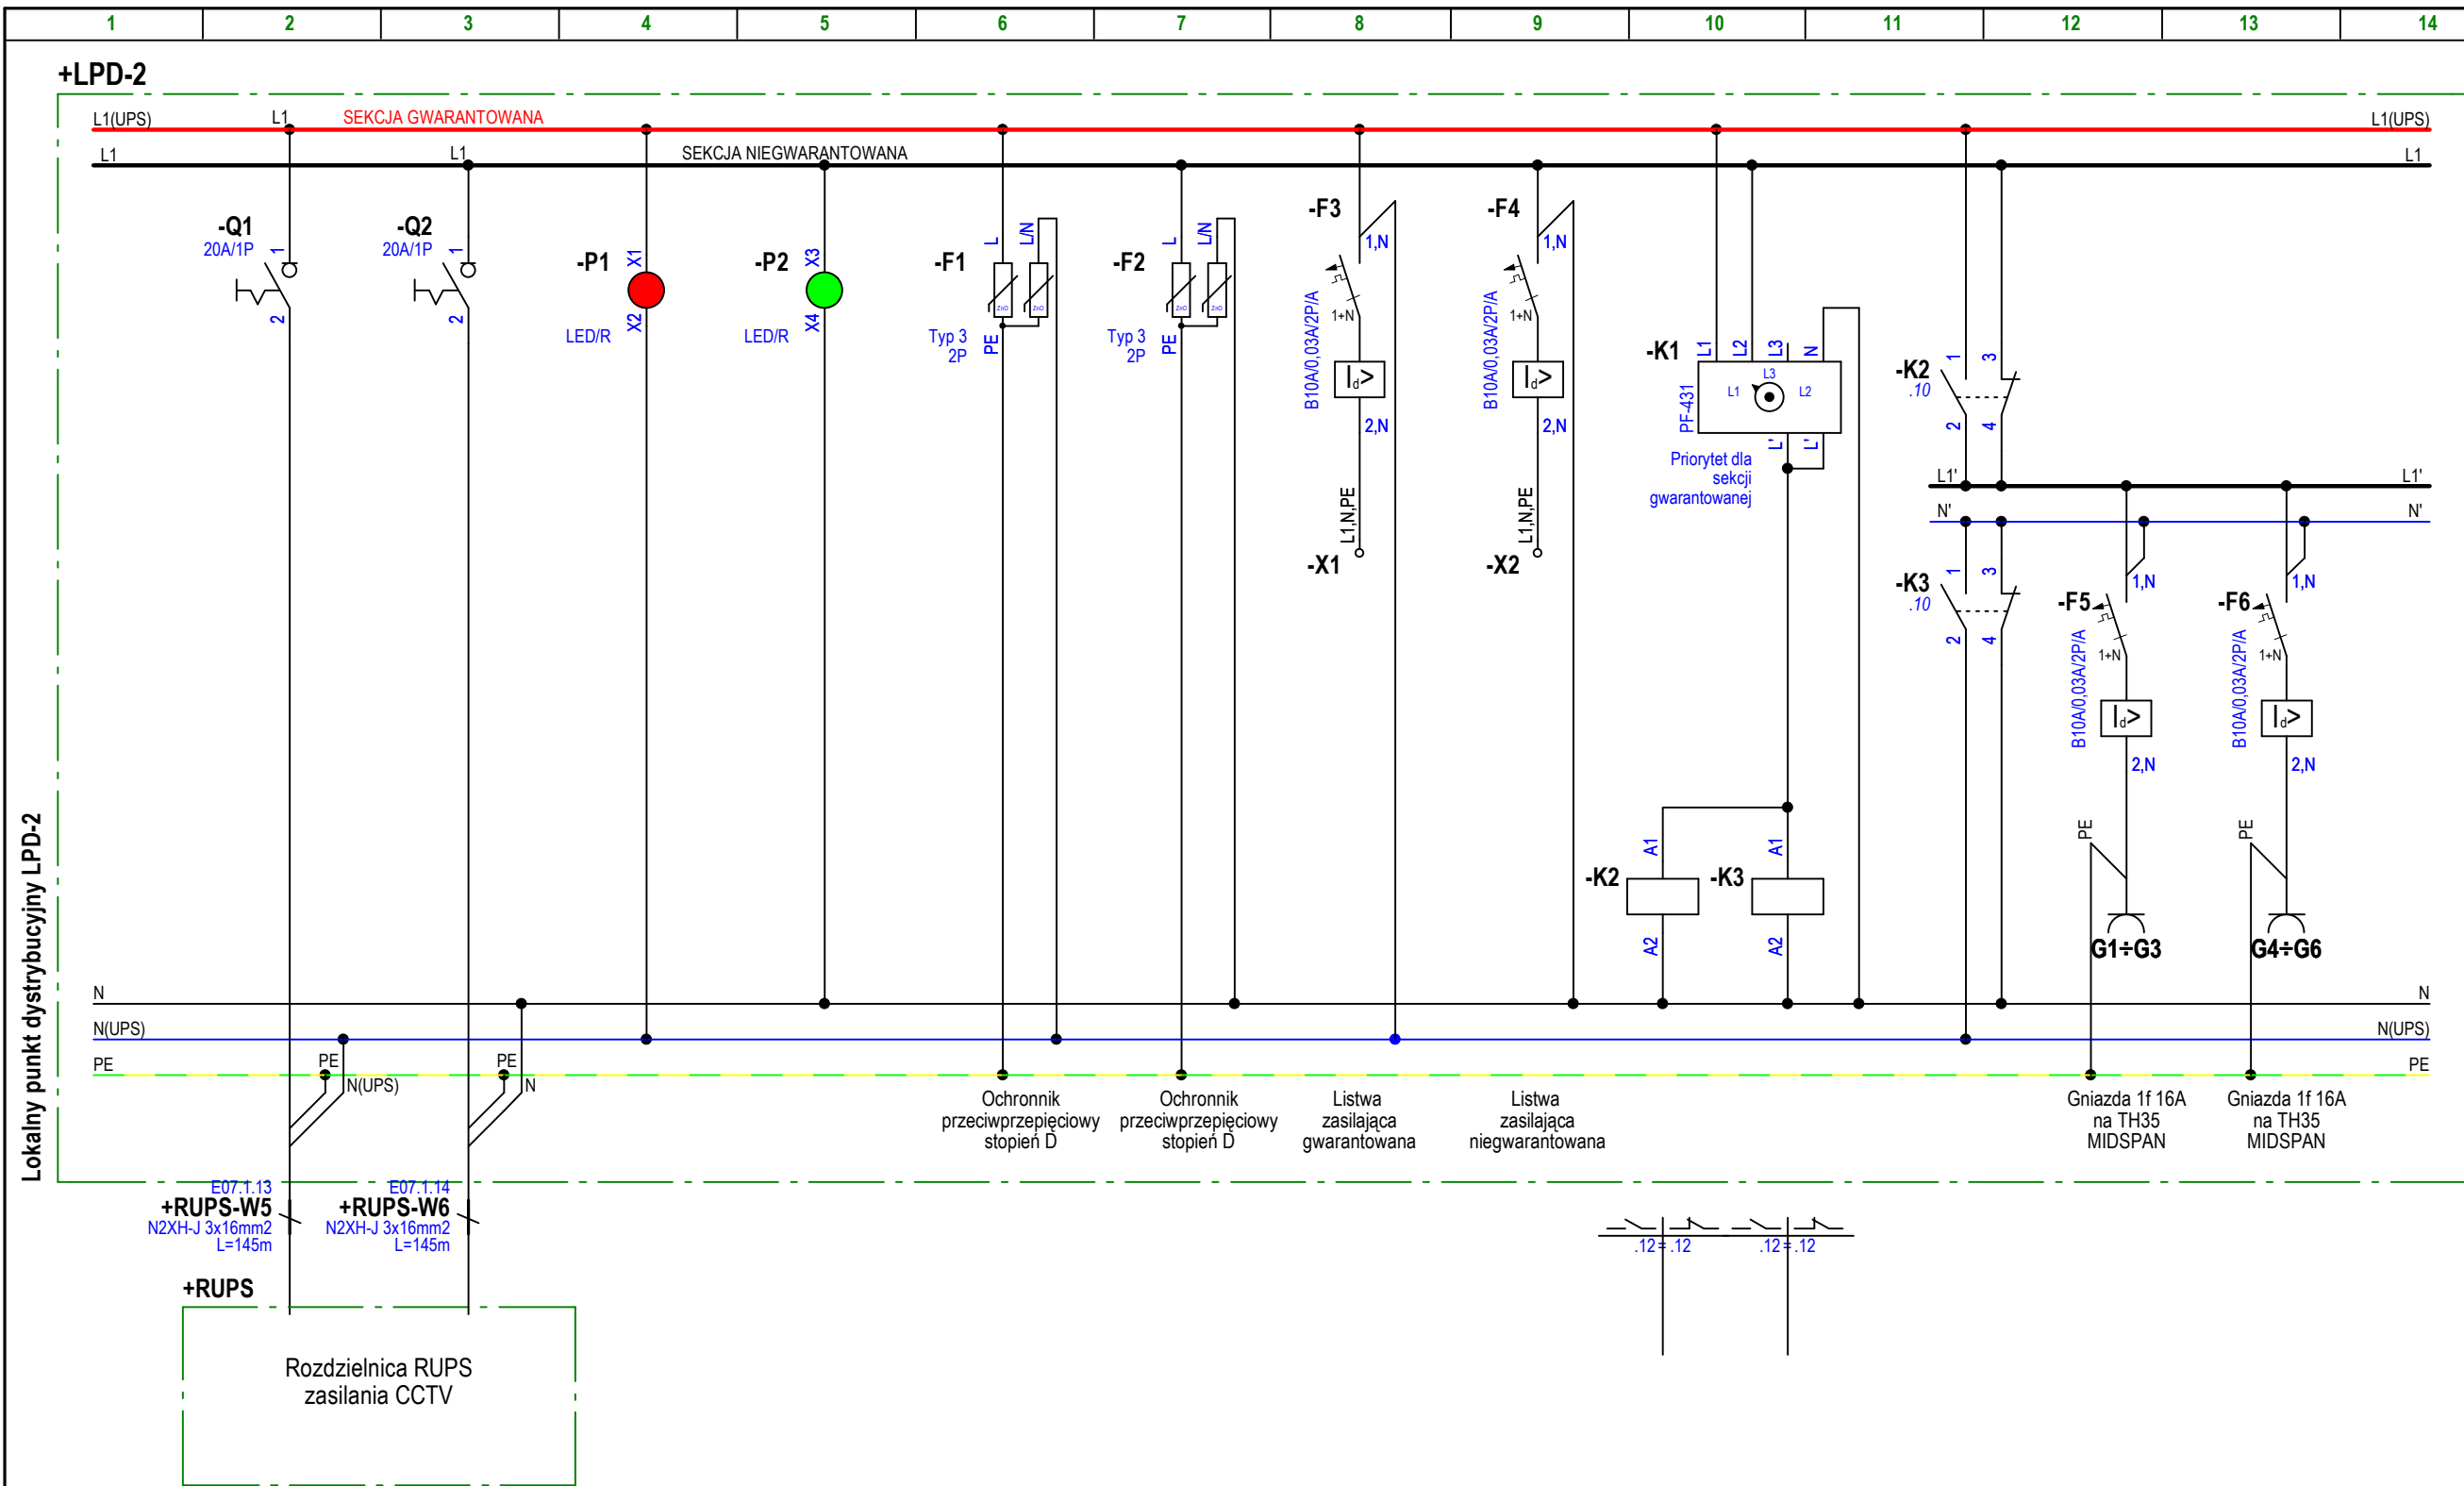 1 2 3 4 5 6 7 8 9 10 11 12 13 14
+LPD-2
L1(UPS) L1 SEKCJA GWARANTOWANA L1(UPS)
L1 L1 SEKCJA NIEGWARANTOWANA L1
-Q1
20A/1P
1
2
-Q2
20A/1P
1
2
-P1
X1
X2
LED/R
-P2
X3
X4
LED/R
-F1
L
L/N
ZnO
ZnO
Typ 3
2P
PE
-F2
L
L/N
ZnO
ZnO
Typ 3
2P
PE
-F3
1,N
B10A/0,03A/2P/A
1+N
Id>
2,N
L1,N,PE
-X1
-F4
1,N
B10A/0,03A/2P/A
1+N
Id>
2,N
L1,N,PE
-X2
-K1
L1 L2 L3 N
PF-431
L3
L1 L2
L' L'
Priorytet dla
sekcji
gwarantowanej
-K2
.10
1 3
2 4
L1' L1'
N' N'
-K3
.10
1 3
2 4
-F5
1,N
B10A/0,03A/2P/A
1+N
Id>
2,N
PE
G1÷G3
-F6
1,N
B10A/0,03A/2P/A
1+N
Id>
2,N
PE
G4÷G6
-K2
A1
A2
-K3
A1
A2
Lokalny punkt dystrybucyjny LPD-2
N N
N(UPS) N(UPS)
PE PE
PE
N(UPS)
PE
N
Ochronnik
przeciwprzepięciowy
stopień D
Ochronnik
przeciwprzepięciowy
stopień D
Listwa
zasilająca
gwarantowana
Listwa
zasilająca
niegwarantowana
Gniazda 1f 16A
na TH35
MIDSPAN
Gniazda 1f 16A
na TH35
MIDSPAN
E07.1.13
+RUPS-W5
N2XH-J 3x16mm2
L=145m
E07.1.14
+RUPS-W6
N2XH-J 3x16mm2
L=145m
.12 = .12
.12 = .12
+RUPS
Rozdzielnica RUPS
zasilania CCTV